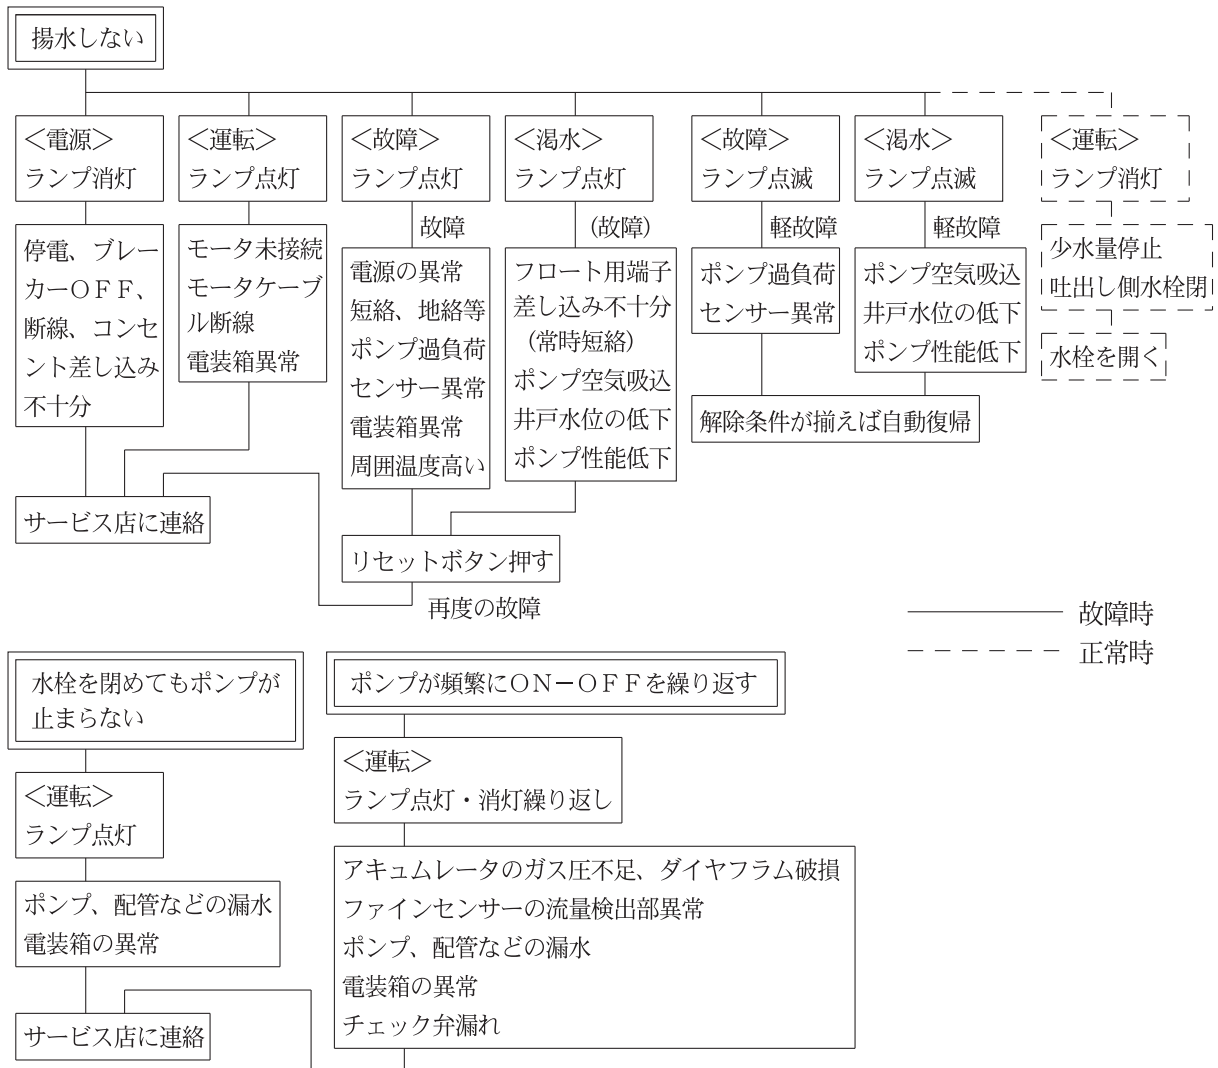 揚水しない
＜電源＞
ランプ消灯
停電、ブレー
カーＯＦＦ、
断線、コンセ
ント差し込み
不十分
＜運転＞
ランプ点灯
モータ未接続
モータケーブ
ル断線
電装箱異常
＜故障＞
ランプ点灯
故障
電源の異常
短絡、地絡等
ポンプ過負荷
センサー異常
電装箱異常
周囲温度高い
＜渇水＞
ランプ点灯
（故障）
フロート用端子
差し込み不十分
（常時短絡）
ポンプ空気吸込
井戸水位の低下
ポンプ性能低下
＜故障＞
ランプ点滅
軽故障
ポンプ過負荷
センサー異常
＜渇水＞
ランプ点滅
軽故障
ポンプ空気吸込
井戸水位の低下
ポンプ性能低下
解除条件が揃えば自動復帰
＜運転＞
ランプ消灯
少水量停止
吐出し側水栓閉
水栓を開く
サービス店に連絡
リセットボタン押す
再度の故障
故障時
正常時
水栓を閉めてもポンプが
止まらない
＜運転＞
ランプ点灯
ポンプ、配管などの漏水
電装箱の異常
サービス店に連絡
ポンプが頻繁にＯＮ－ＯＦＦを繰り返す
＜運転＞
ランプ点灯・消灯繰り返し
アキュムレータのガス圧不足、ダイヤフラム破損
ファインセンサーの流量検出部異常
ポンプ、配管などの漏水
電装箱の異常
チェック弁漏れ